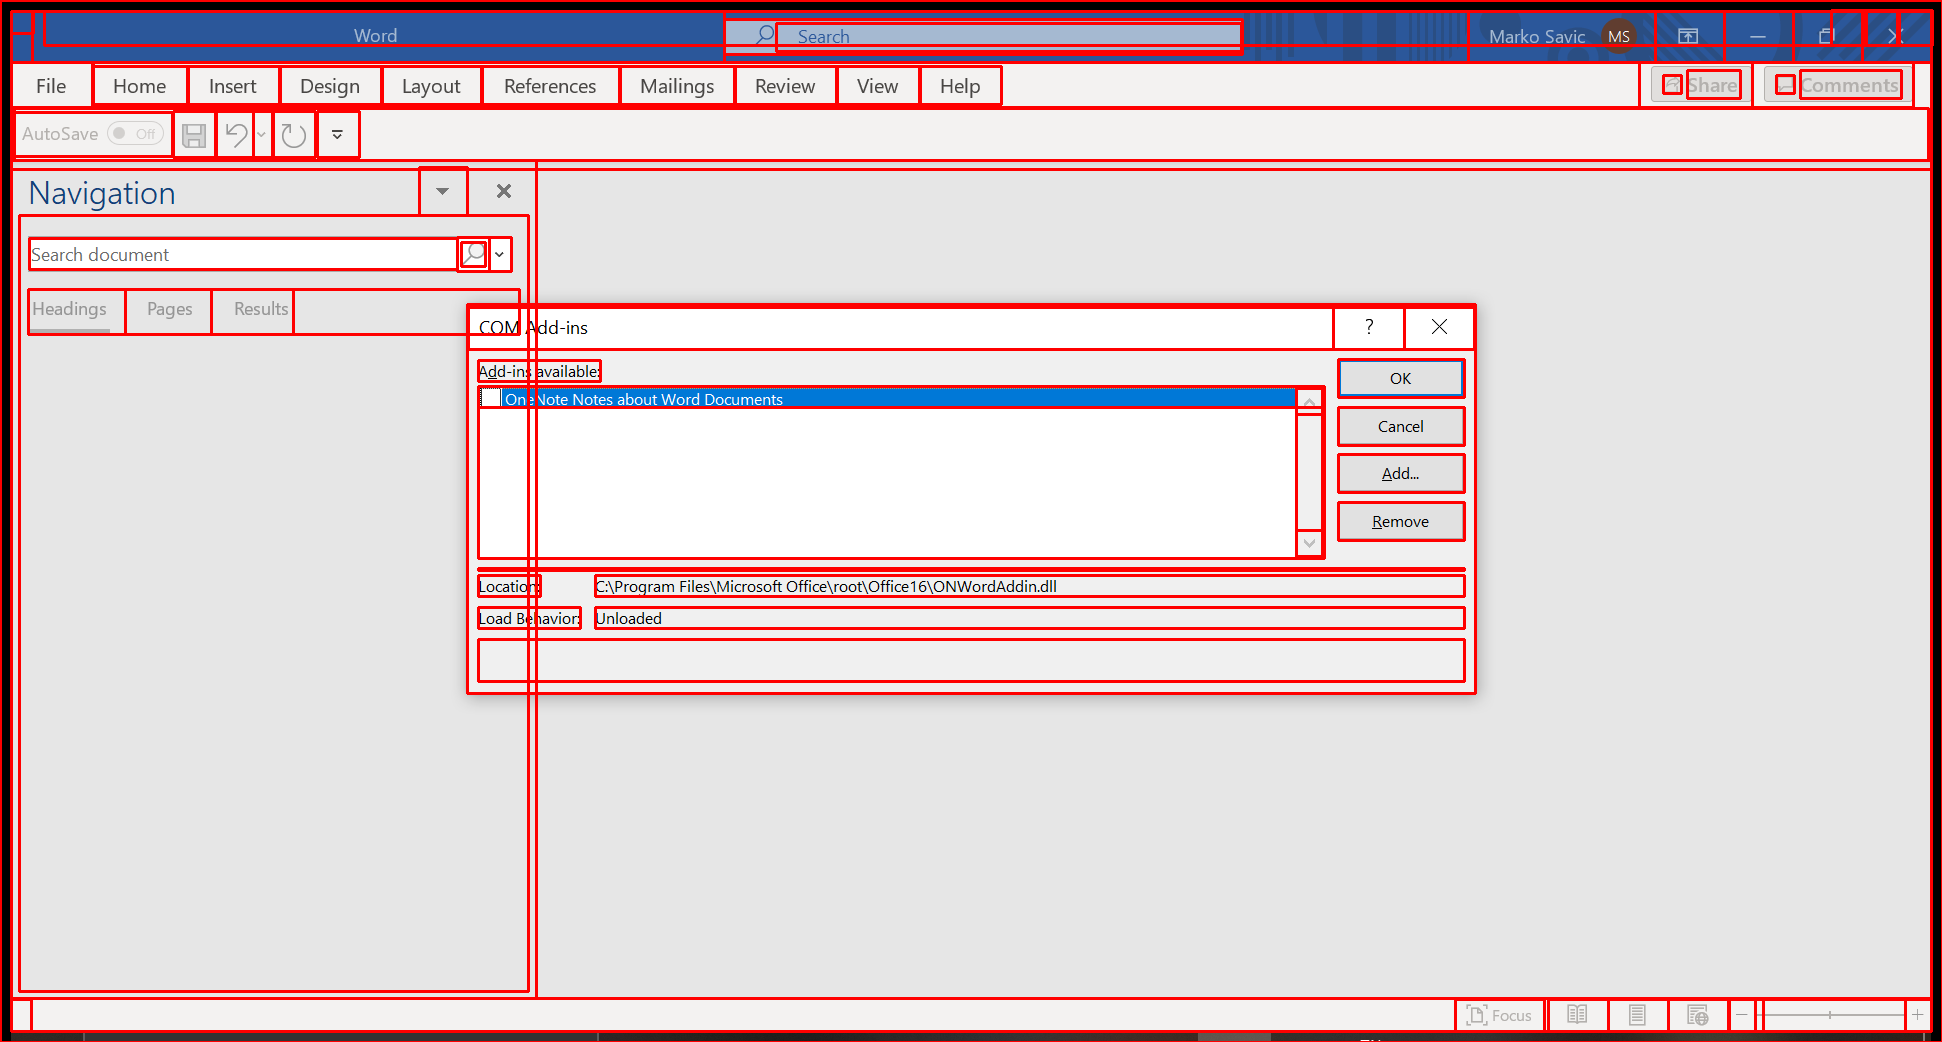 Word
Search
Marko Savic
MS
File
Home
Insert
Design
Layout
References
Mailings
Review
View
Help
Share
Comments
AutoSave
Off
Navigation
Search document
Headings
Pages
Results
COM Add-ins
?
Add-ins available:
OneNote Notes about Word Documents
OK
Cancel
Add...
Remove
Location:
C:\Program Files\Microsoft Office\root\Office16\ONWordAddin.dll
Load Behavior:
Unloaded
Focus